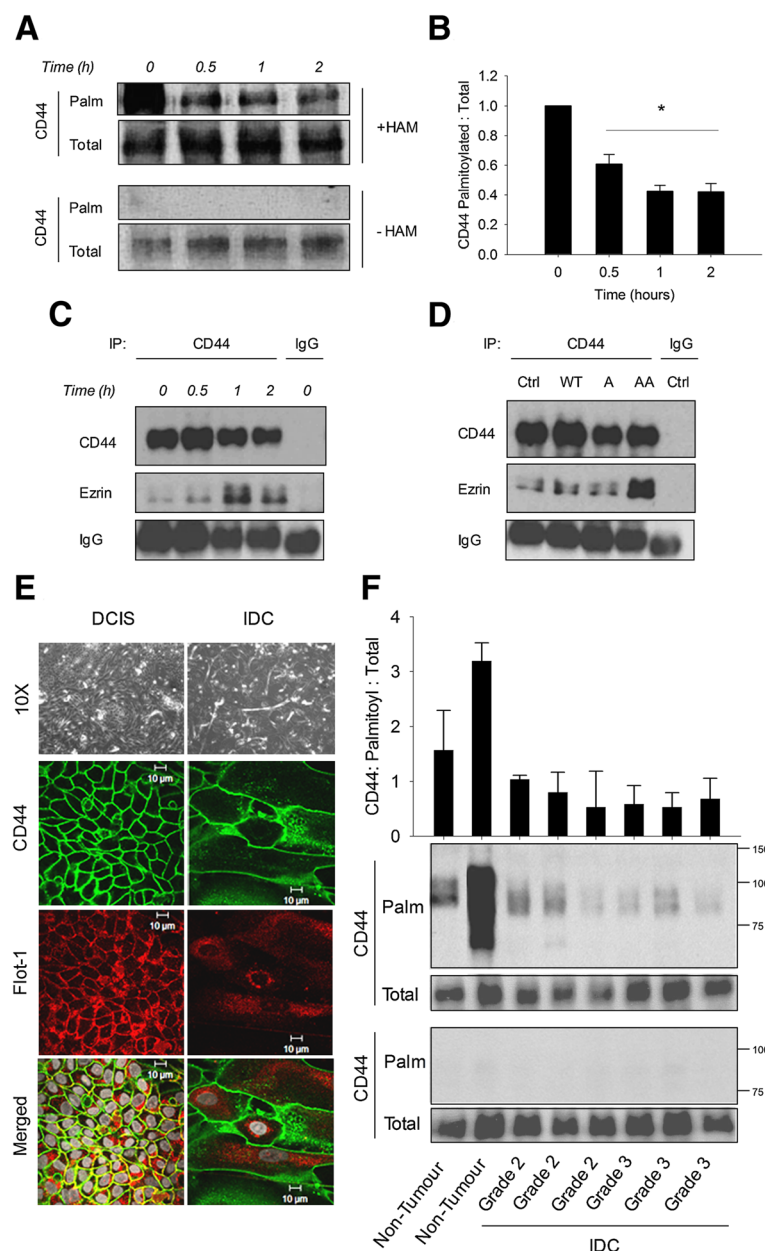 A
Time (h) 0 0.5 1 2
CD44
Palm
Total
+HAM
CD44
Palm
Total
- HAM
B
CD44 Palmitoylated : Total
1.2
1.0
0.8
0.6
0.4
0.2
0.0
*
0 0.5 1 2
Time (hours)
C
IP: CD44 IgG
Time (h) 0 0.5 1 2 0
CD44
Ezrin
IgG
D
IP: CD44 IgG
Ctrl WT A AA Ctrl
CD44
Ezrin
IgG
E
DCIS IDC
10X
CD44
10 µm
10 µm
Flot-1
10 µm
10 µm
Merged
10 µm
10 µm
F
CD44: Palmitoyl : Total
4
3
2
1
0
CD44
Palm
150
100
75
Total
CD44
Palm
100
75
Total
Non-Tumour
Non-Tumour
Grade 2
Grade 2
Grade 2
Grade 3
Grade 3
Grade 3
IDC